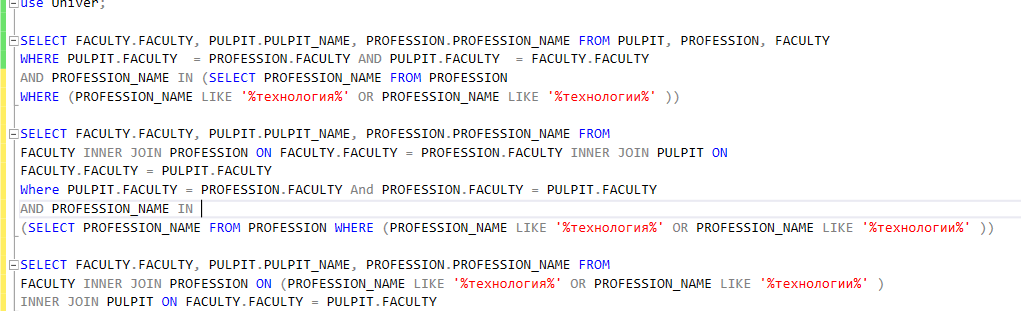 use Univer;
SELECT FACULTY.FACULTY, PULPIT.PULPIT_NAME, PROFESSION.PROFESSION_NAME FROM PULPIT, PROFESSION, FACULTY
WHERE PULPIT.FACULTY  = PROFESSION.FACULTY AND PULPIT.FACULTY  = FACULTY.FACULTY
AND PROFESSION_NAME IN (SELECT PROFESSION_NAME FROM PROFESSION
WHERE (PROFESSION_NAME LIKE '%технология%' OR PROFESSION_NAME LIKE '%технологии%' ))
SELECT FACULTY.FACULTY, PULPIT.PULPIT_NAME, PROFESSION.PROFESSION_NAME FROM
FACULTY INNER JOIN PROFESSION ON FACULTY.FACULTY = PROFESSION.FACULTY INNER JOIN PULPIT ON
FACULTY.FACULTY = PULPIT.FACULTY
Where PULPIT.FACULTY = PROFESSION.FACULTY And PROFESSION.FACULTY = PULPIT.FACULTY
AND PROFESSION_NAME IN
(SELECT PROFESSION_NAME FROM PROFESSION WHERE (PROFESSION_NAME LIKE '%технология%' OR PROFESSION_NAME LIKE '%технологии%' ))
SELECT FACULTY.FACULTY, PULPIT.PULPIT_NAME, PROFESSION.PROFESSION_NAME FROM
FACULTY INNER JOIN PROFESSION ON (PROFESSION_NAME LIKE '%технология%' OR PROFESSION_NAME LIKE '%технологии%' )
INNER JOIN PULPIT ON FACULTY.FACULTY = PULPIT.FACULTY